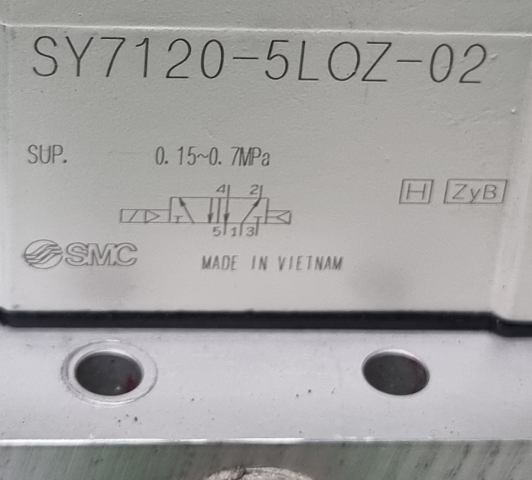 SY7120-5LOZ-02
SUP. 0.15~0.7MPa
4 2
H ZyB
5 1 3
SMC MADE IN VIETNAM